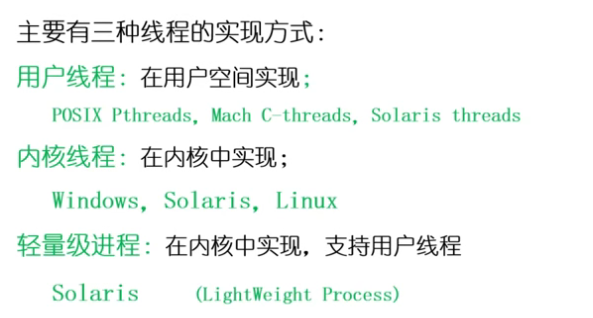 主要有三种线程的实现方式：
用户线程：在用户空间实现；
POSIX Pthreads, Mach C-threads, Solaris threads
内核线程：在内核中实现；
Windows, Solaris, Linux
轻量级进程：在内核中实现，支持用户线程
Solaris (LightWeight Process)